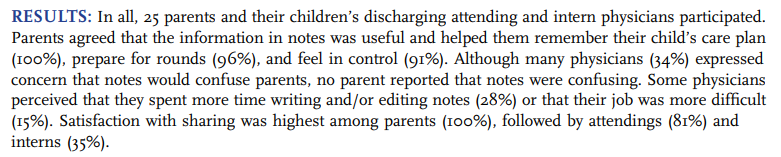 RESULTS: In all, 25 parents and their children’s discharging attending and intern physicians participated.
Parents agreed that the information in notes was useful and helped them remember their child’s care plan
(100%), prepare for rounds (96%), and feel in control (91%). Although many physicians (34%) expressed
concern that notes would confuse parents, no parent reported that notes were confusing. Some physicians
perceived that they spent more time writing and/or editing notes (28%) or that their job was more difficult
(15%). Satisfaction with sharing was highest among parents (100%), followed by attendings (81%) and
interns (35%).